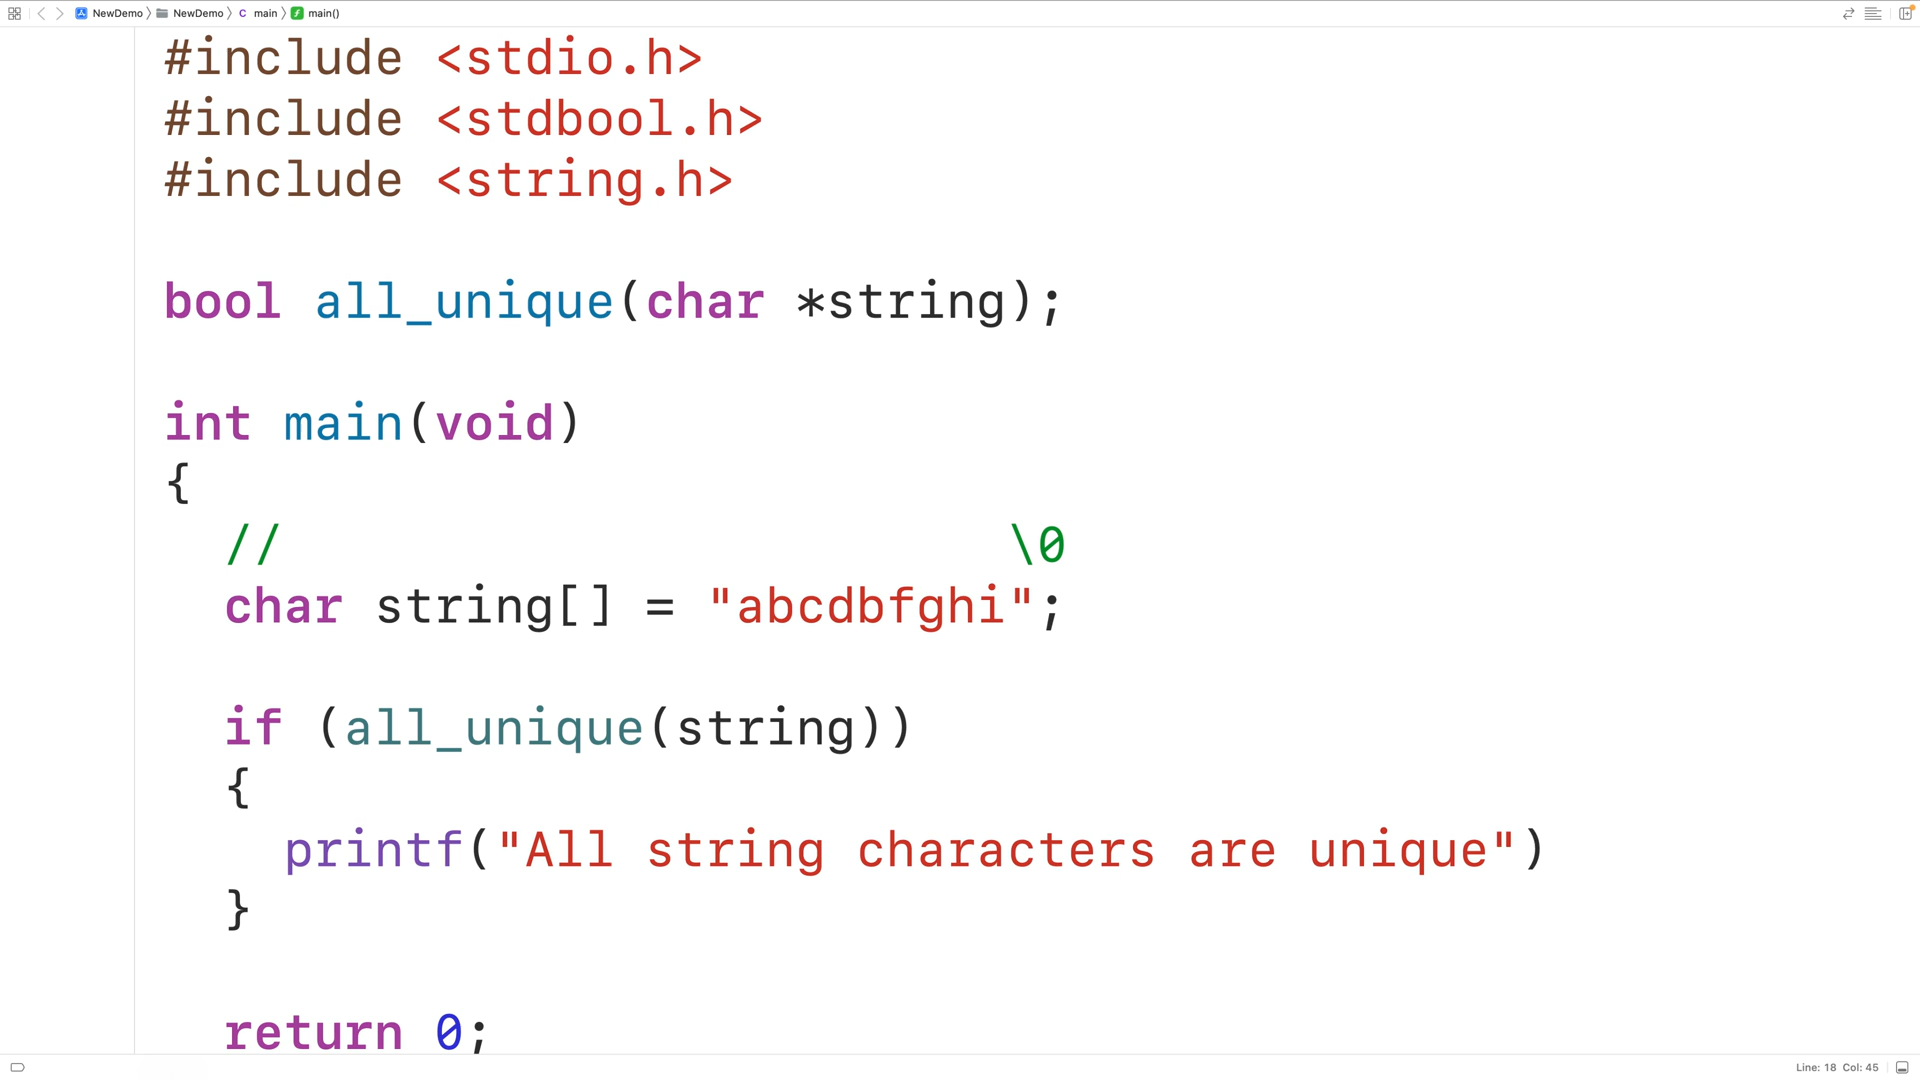 NewDemo 〉 NewDemo 〉 C main 〉 f main()
#include <stdio.h>
#include <stdbool.h>
#include <string.h>
bool all_unique(char *string);
int main(void)
{
// \0
char string[] = "abcdbfghi";
if (all_unique(string))
{
printf("All string characters are unique")
}
return 0;
Line: 18 Col: 45